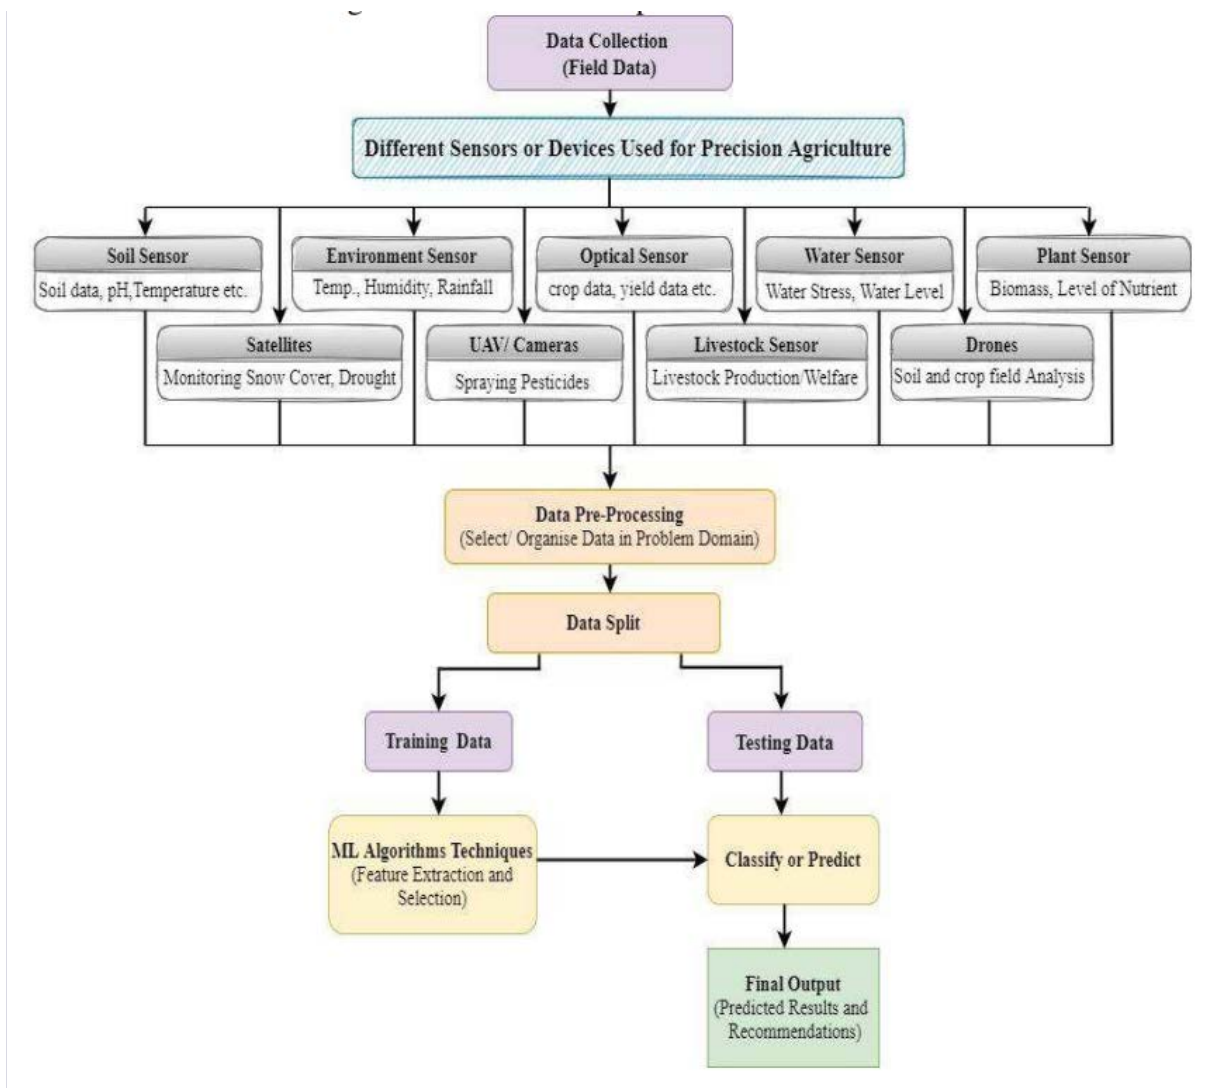 Data Collection
(Field Data)
Different Sensors or Devices Used for Precision Agriculture
Soil Sensor
Soil data, pH,Temperature etc.
Environment Sensor
Temp., Humidity, Rainfall
Optical Sensor
crop data, yield data etc.
Water Sensor
Water Stress, Water Level
Plant Sensor
Biomass, Level of Nutrient
Satellites
Monitoring Snow Cover, Drought
UAV/ Cameras
Spraying Pesticides
Livestock Sensor
Livestock Production/Welfare
Drones
Soil and crop field Analysis
Data Pre-Processing
(Select/ Organise Data in Problem Domain)
Data Split
Training Data
Testing Data
ML Algorithms Techniques
(Feature Extraction and
Selection)
Classify or Predict
Final Output
(Predicted Results and
Recommendations)